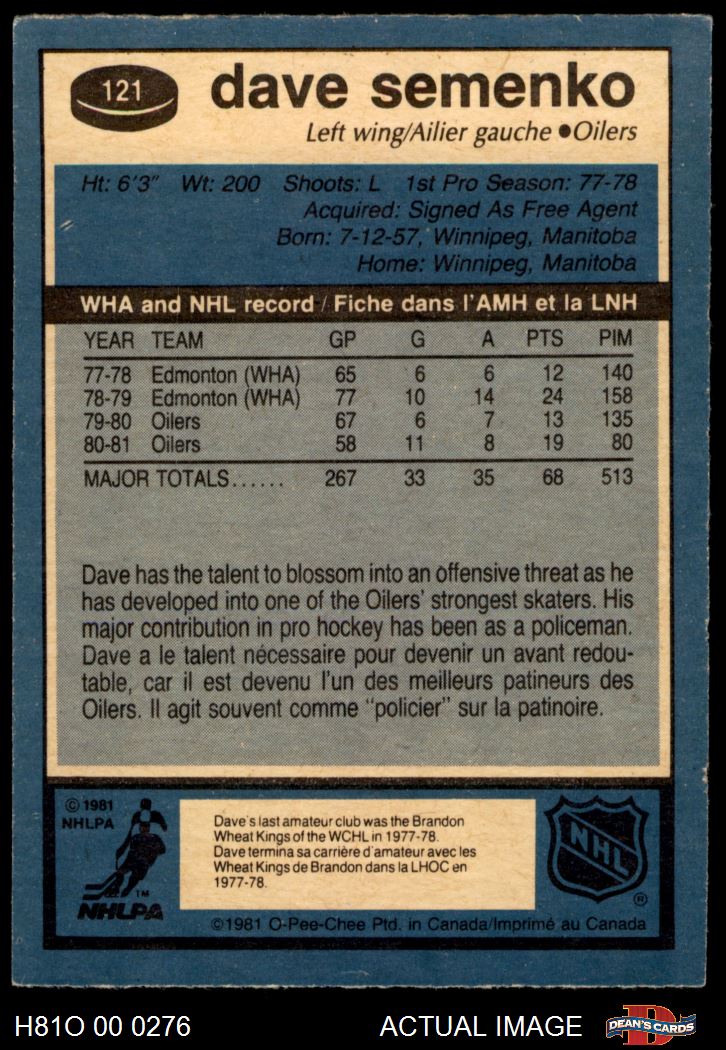 121
dave semenko
Left wing/Ailier gauche ● Oilers
Ht: 6'3" Wt: 200 Shoots: L 1st Pro Season: 77-78
Acquired: Signed As Free Agent
Born: 7-12-57, Winnipeg, Manitoba
Home: Winnipeg, Manitoba
WHA and NHL record / Fiche dans l'AMH et la LNH
YEAR TEAM GP G A PTS PIM
77-78 Edmonton (WHA) 65 6 6 12 140
78-79 Edmonton (WHA) 77 10 14 24 158
79-80 Oilers 67 6 7 13 135
80-81 Oilers 58 11 8 19 80
MAJOR TOTALS...... 267 33 35 68 513
Dave has the talent to blossom into an offensive threat as he
has developed into one of the Oilers' strongest skaters. His
major contribution in pro hockey has been as a policeman.
Dave a le talent nécessaire pour devenir un avant redou-
table, car il est devenu l'un des meilleurs patineurs des
Oilers. Il agit souvent comme "policier" sur la patinoire.
© 1981
NHLPA
TM
NHLPA
Dave's last amateur club was the Brandon
Wheat Kings of the WCHL in 1977-78.
Dave termina sa carrière d'amateur avec les
Wheat Kings de Brandon dans la LHOC en
1977-78.
NHL
®
©1981 O-Pee-Chee Ptd. in Canada/Imprimé au Canada
H81O 00 0276
ACTUAL IMAGE
D
DEAN'S CARDS